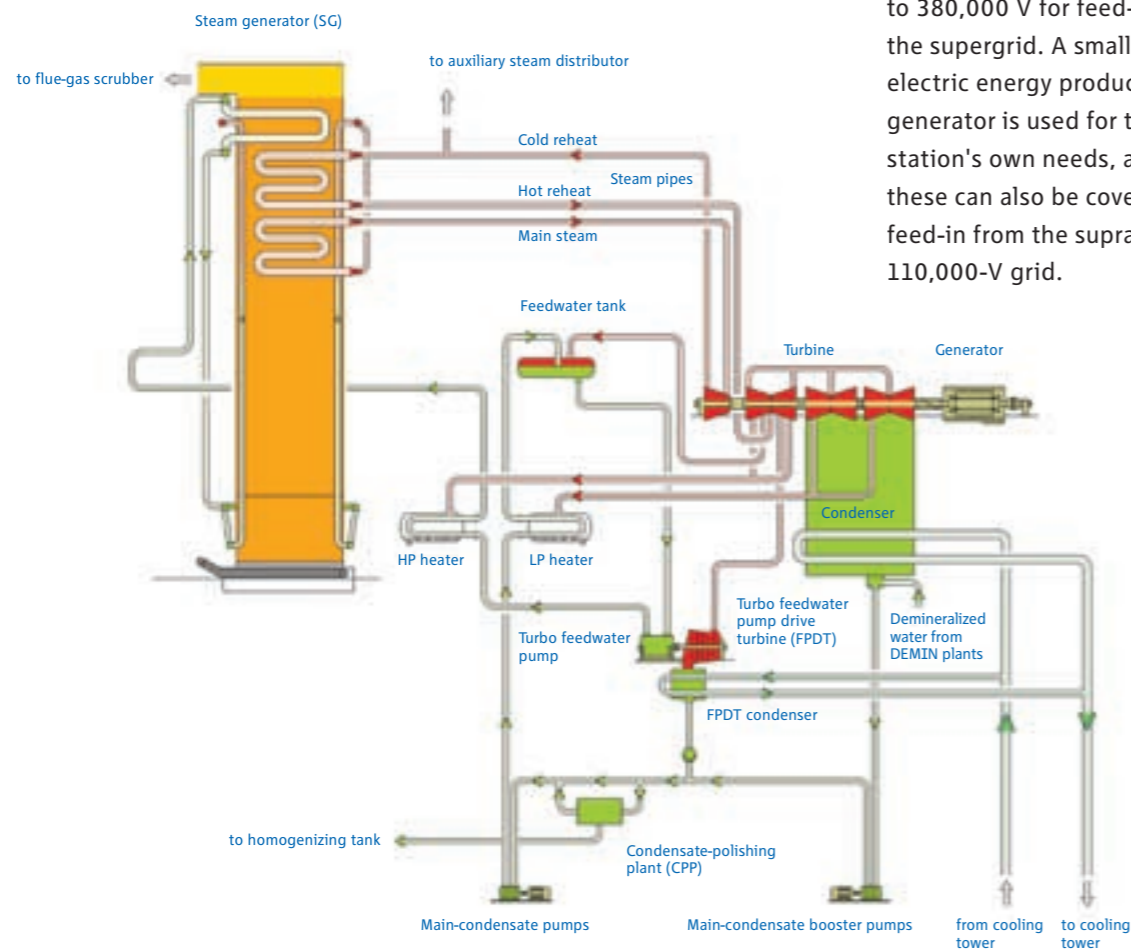 Steam generator (SG)
to flue-gas scrubber
to auxiliary steam distributor
Cold reheat
Steam pipes
Hot reheat
Main steam
Feedwater tank
Turbine
Generator
Condenser
HP heater
LP heater
Turbo feedwater
pump
Turbo feedwater
pump drive
turbine (FPDT)
Demineralized
water from
DEMIN plants
FPDT condenser
to homogenizing tank
Condensate-polishing
plant (CPP)
Main-condensate pumps
Main-condensate booster pumps
from cooling
tower
to cooling
tower
to 380,000 V for feed-
the supergrid. A small
electric energy produc
generator is used for t
station's own needs, a
these can also be cove
feed-in from the supra
110,000-V grid.